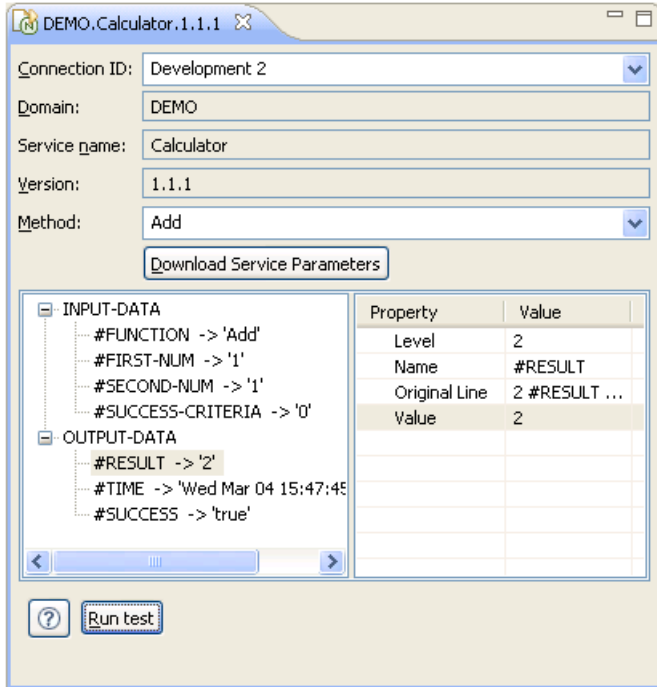 DEMO.Calculator.1.1.1
Connection ID: Development 2
Domain: DEMO
Service name: Calculator
Version: 1.1.1
Method: Add
Download Service Parameters
INPUT-DATA
#FUNCTION -> 'Add'
#FIRST-NUM -> '1'
#SECOND-NUM -> '1'
#SUCCESS-CRITERIA -> '0'
OUTPUT-DATA
#RESULT -> '2'
#TIME -> 'Wed Mar 04 15:47:45
#SUCCESS -> 'true'
Property Value
Level 2
Name #RESULT
Original Line 2 #RESULT ...
Value 2
? Run test